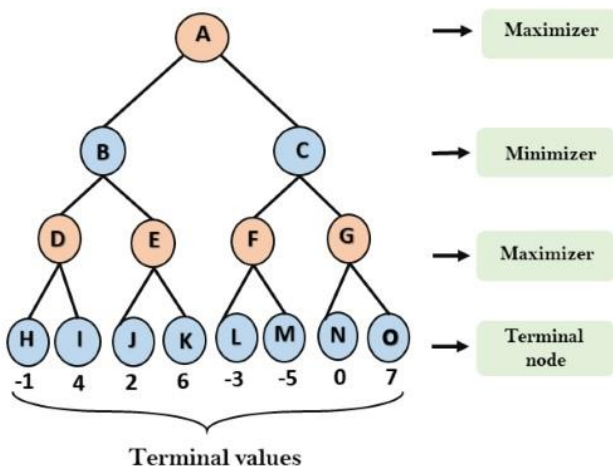 A
Maximizer
B
C
Minimizer
D
E
F
G
Maximizer
H
I
J
K
L
M
N
O
Terminal
node
-1
4
2
6
-3
-5
0
7
Terminal values